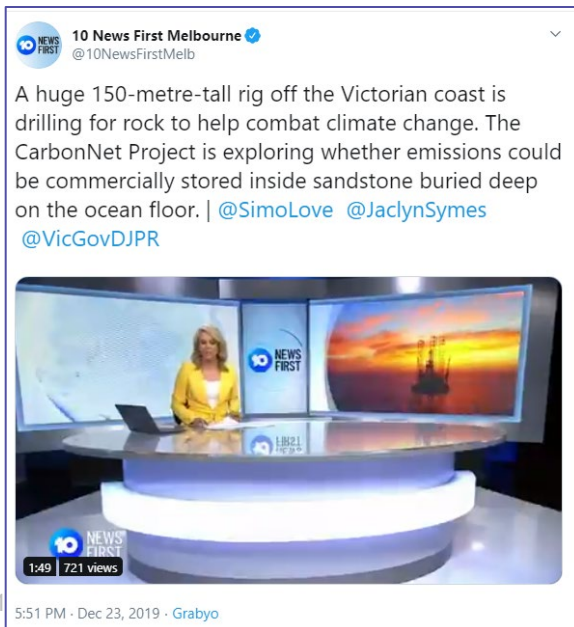 10 News First Melbourne
10 NEWS FIRST
@10NewsFirstMelb
A huge 150-metre-tall rig off the Victorian coast is
drilling for rock to help combat climate change. The
CarbonNet Project is exploring whether emissions could
be commercially stored inside sandstone buried deep
on the ocean floor. | @SimoLove @JaclynSymes
@VicGovDJPR
10 NEWS
FIRST
10 NEWS
FIRST
1:49 721 views
5:51 PM · Dec 23, 2019 · Grabyo